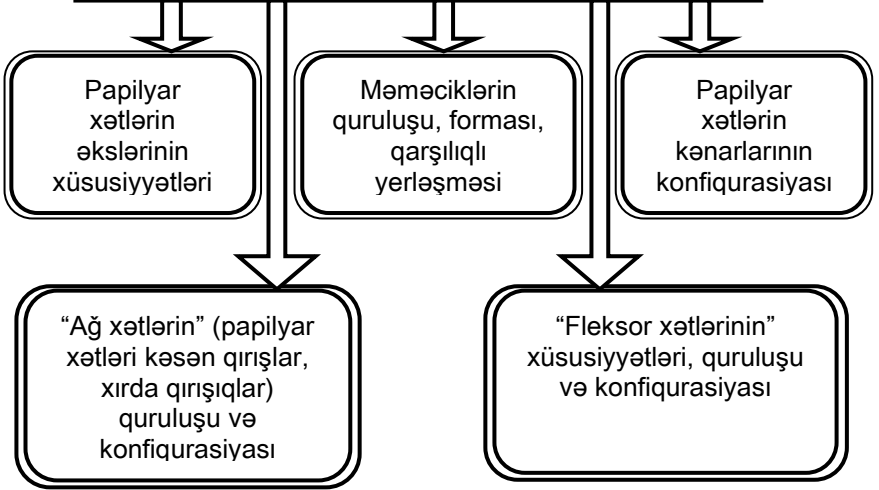 Papilyar
xətlərin
əkslərinin
xüsusiyyətləri
Məməciklərin
quruluşu, forması,
qarşılıqlı
yerləşməsi
Papilyar
xətlərin
kənarlarının
konfiqurasiyası
“Ağ xətlərin” (papilyar
xətləri kəsən qırışlar,
xırda qırışıqlar)
quruluşu və
konfiqurasiyası
“Fleksor xətlərinin”
xüsusiyyətləri, quruluşu
və konfiqurasiyası